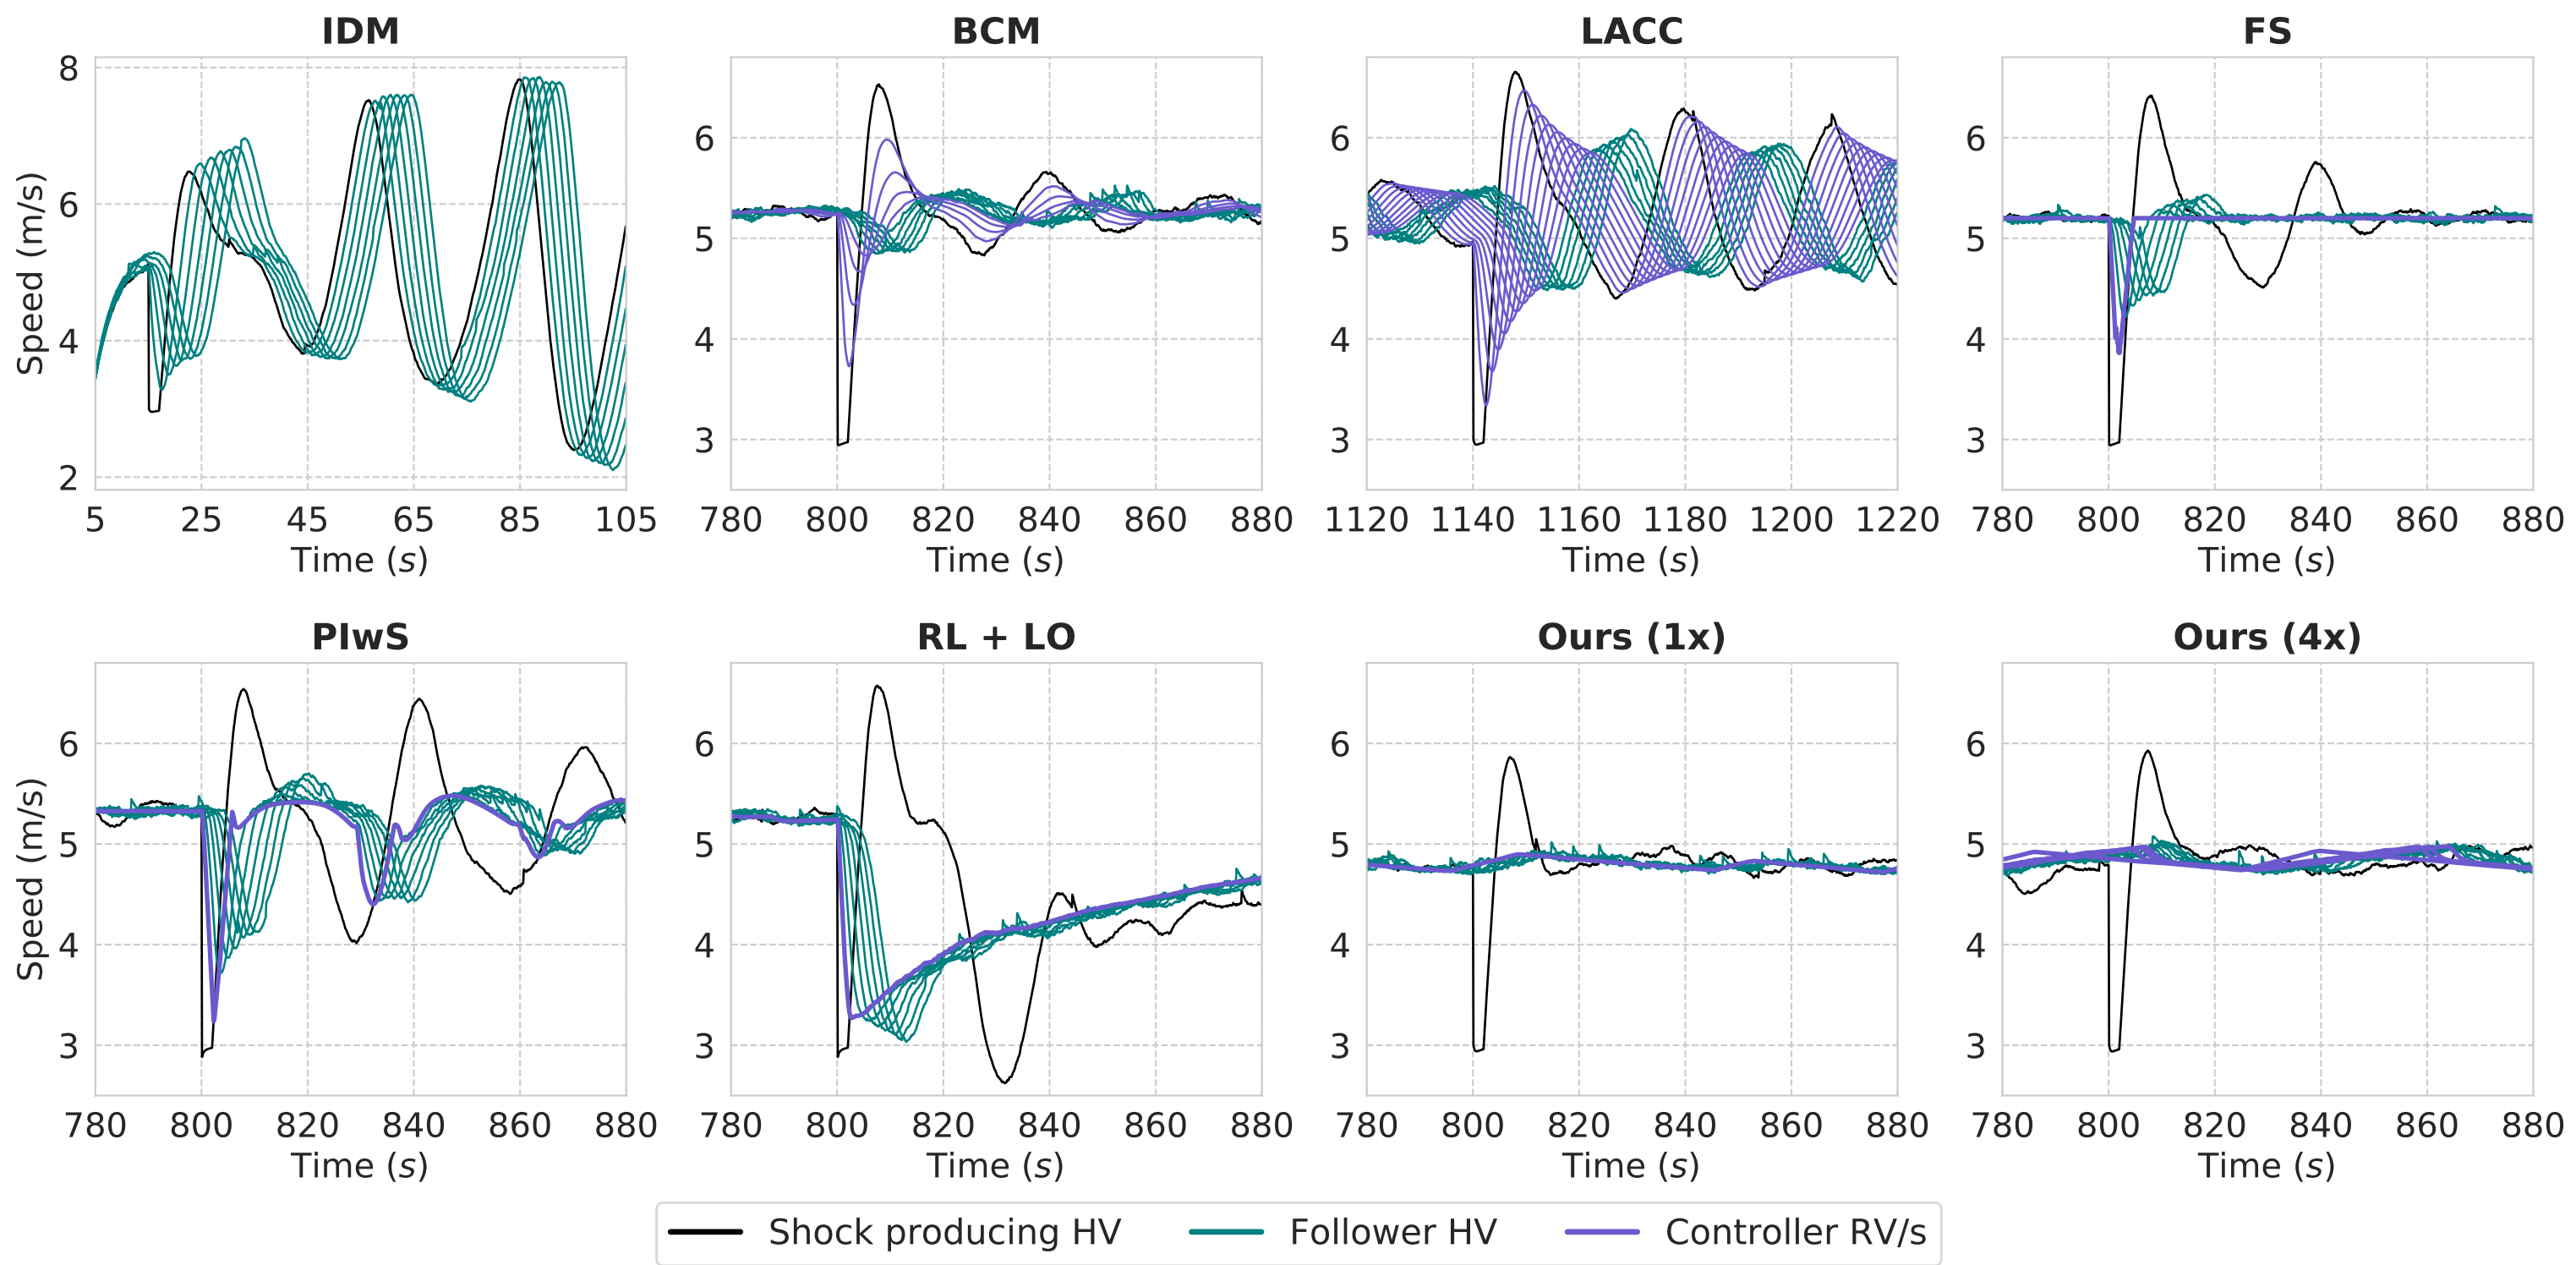 IDM BCM LACC FS
8 6 4 2
6 5 4 3
6 5 4 3
6 5 4 3
Speed (m/s)
5 25 45 65 85 105
780 800 820 840 860 880
1120 1140 1160 1180 1200 1220
780 800 820 840 860 880
Time (s) Time (s) Time (s) Time (s)
PIwS RL + LO Ours (1x) Ours (4x)
6 5 4 3
6 5 4 3
6 5 4 3
6 5 4 3
Speed (m/s)
780 800 820 840 860 880
780 800 820 840 860 880
780 800 820 840 860 880
780 800 820 840 860 880
Time (s) Time (s) Time (s) Time (s)
Shock producing HV Follower HV Controller RV/s